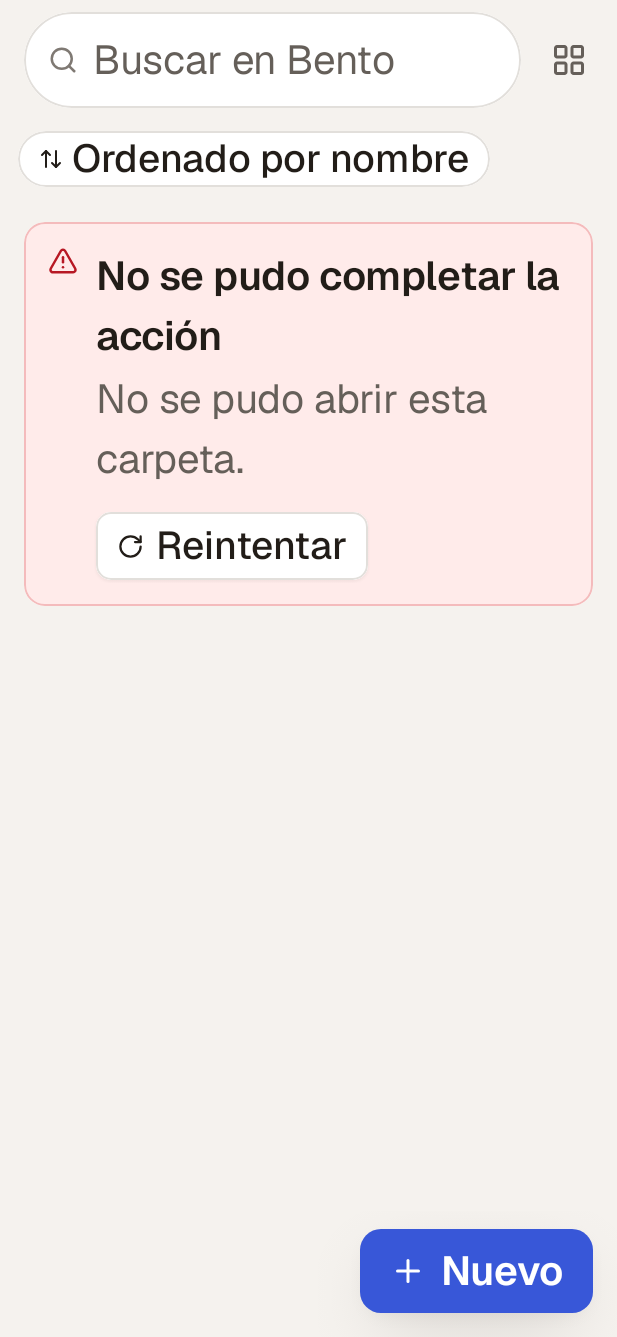 Buscar en Bento
Ordenado por nombre
No se pudo completar la
acción
No se pudo abrir esta
carpeta.
Reintentar
Nuevo